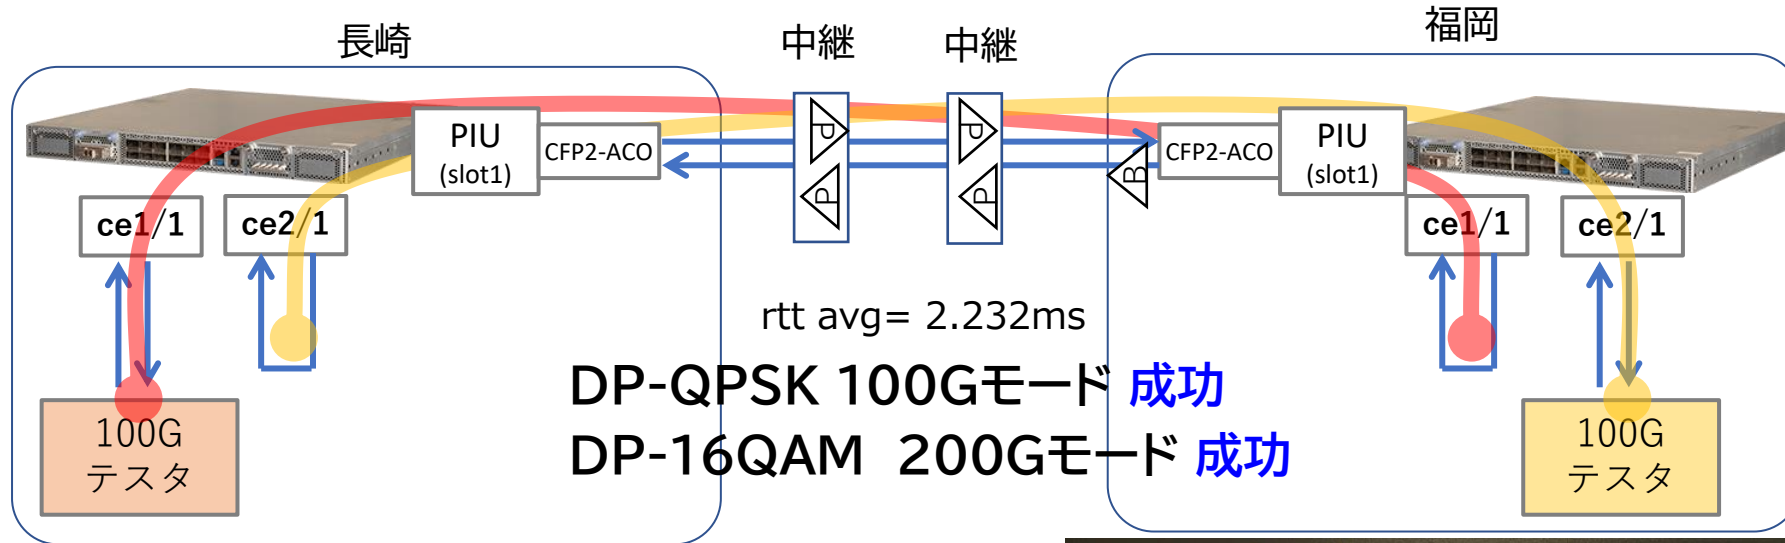 長崎
中継
中継
福岡
PIU
(slot1)
CFP2-ACO
P
P
P
P
B
CFP2-ACO
PIU
(slot1)
ce1/1
ce2/1
ce1/1
ce2/1
rtt avg= 2.232ms
DP-QPSK 100Gモード 成功
DP-16QAM 200Gモード 成功
100G
テスタ
100G
テスタ